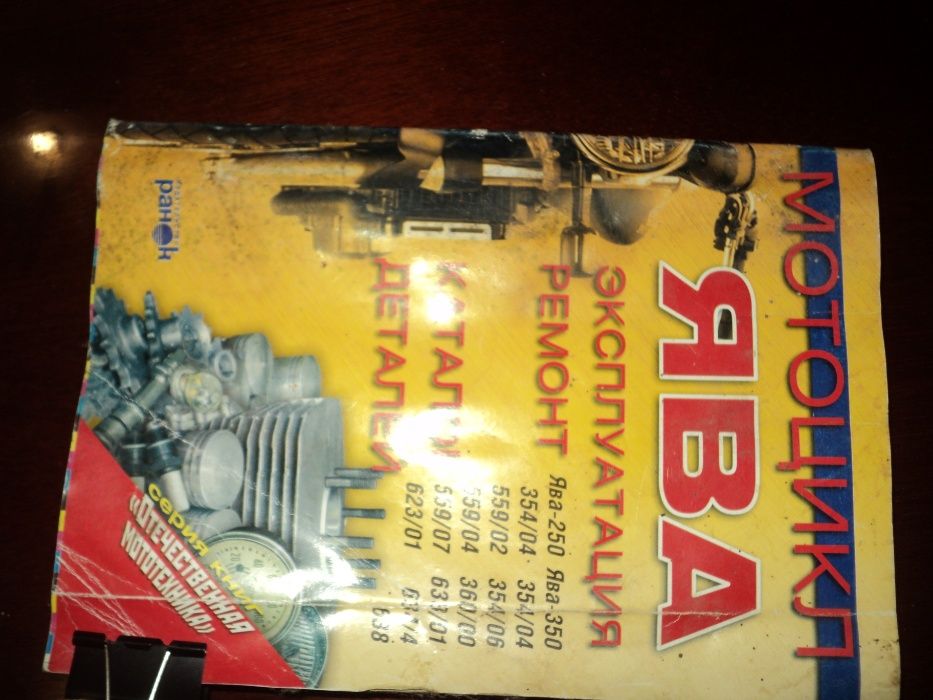 МОТОЦИКЛ
ЯВА
ЭКСПЛУАТАЦИЯ
РЕМОНТ
КАТАЛОГ
ДЕТАЛЕЙ
Ява-250 Ява-350
354/04 354/04
559/02 354/06
559/04 360/00
559/07 633/01
623/01
638
серия книг
«ОТЕЧЕСТВЕННАЯ
МОТОТЕХНИКА»
ранок